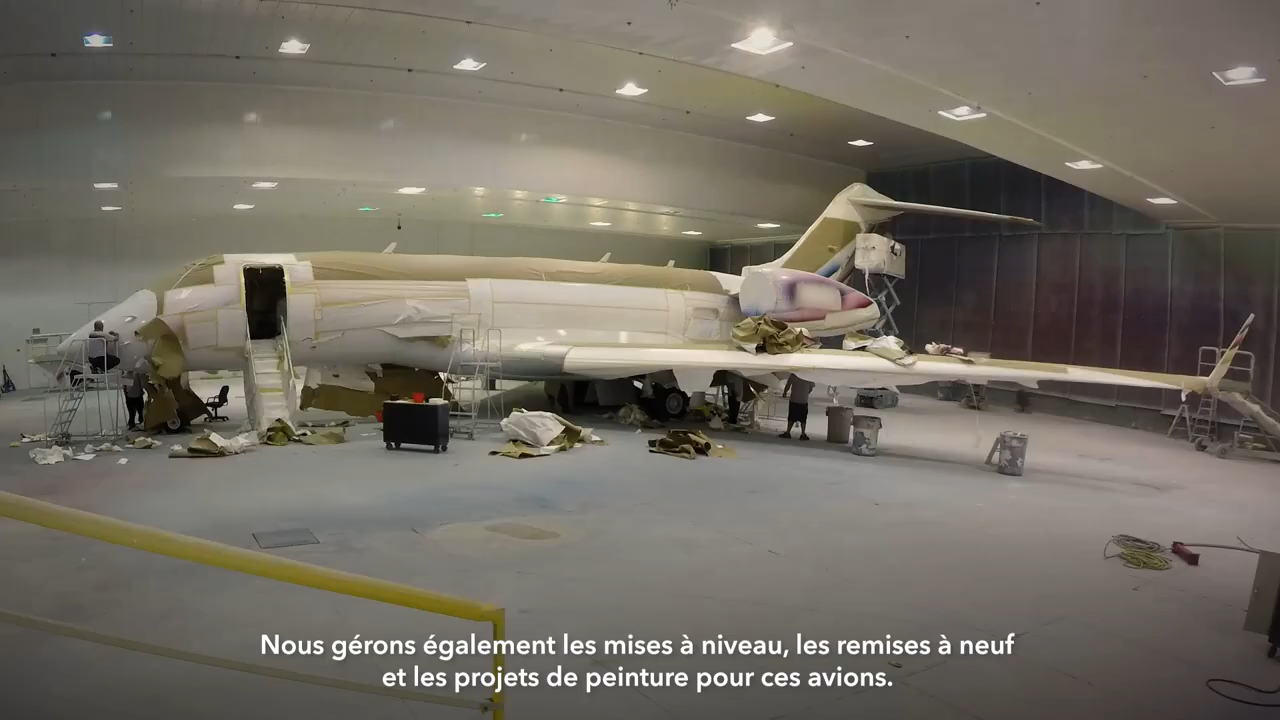 Nous gérons également les mises à niveau, les remises à neuf
et les projets de peinture pour ces avions.